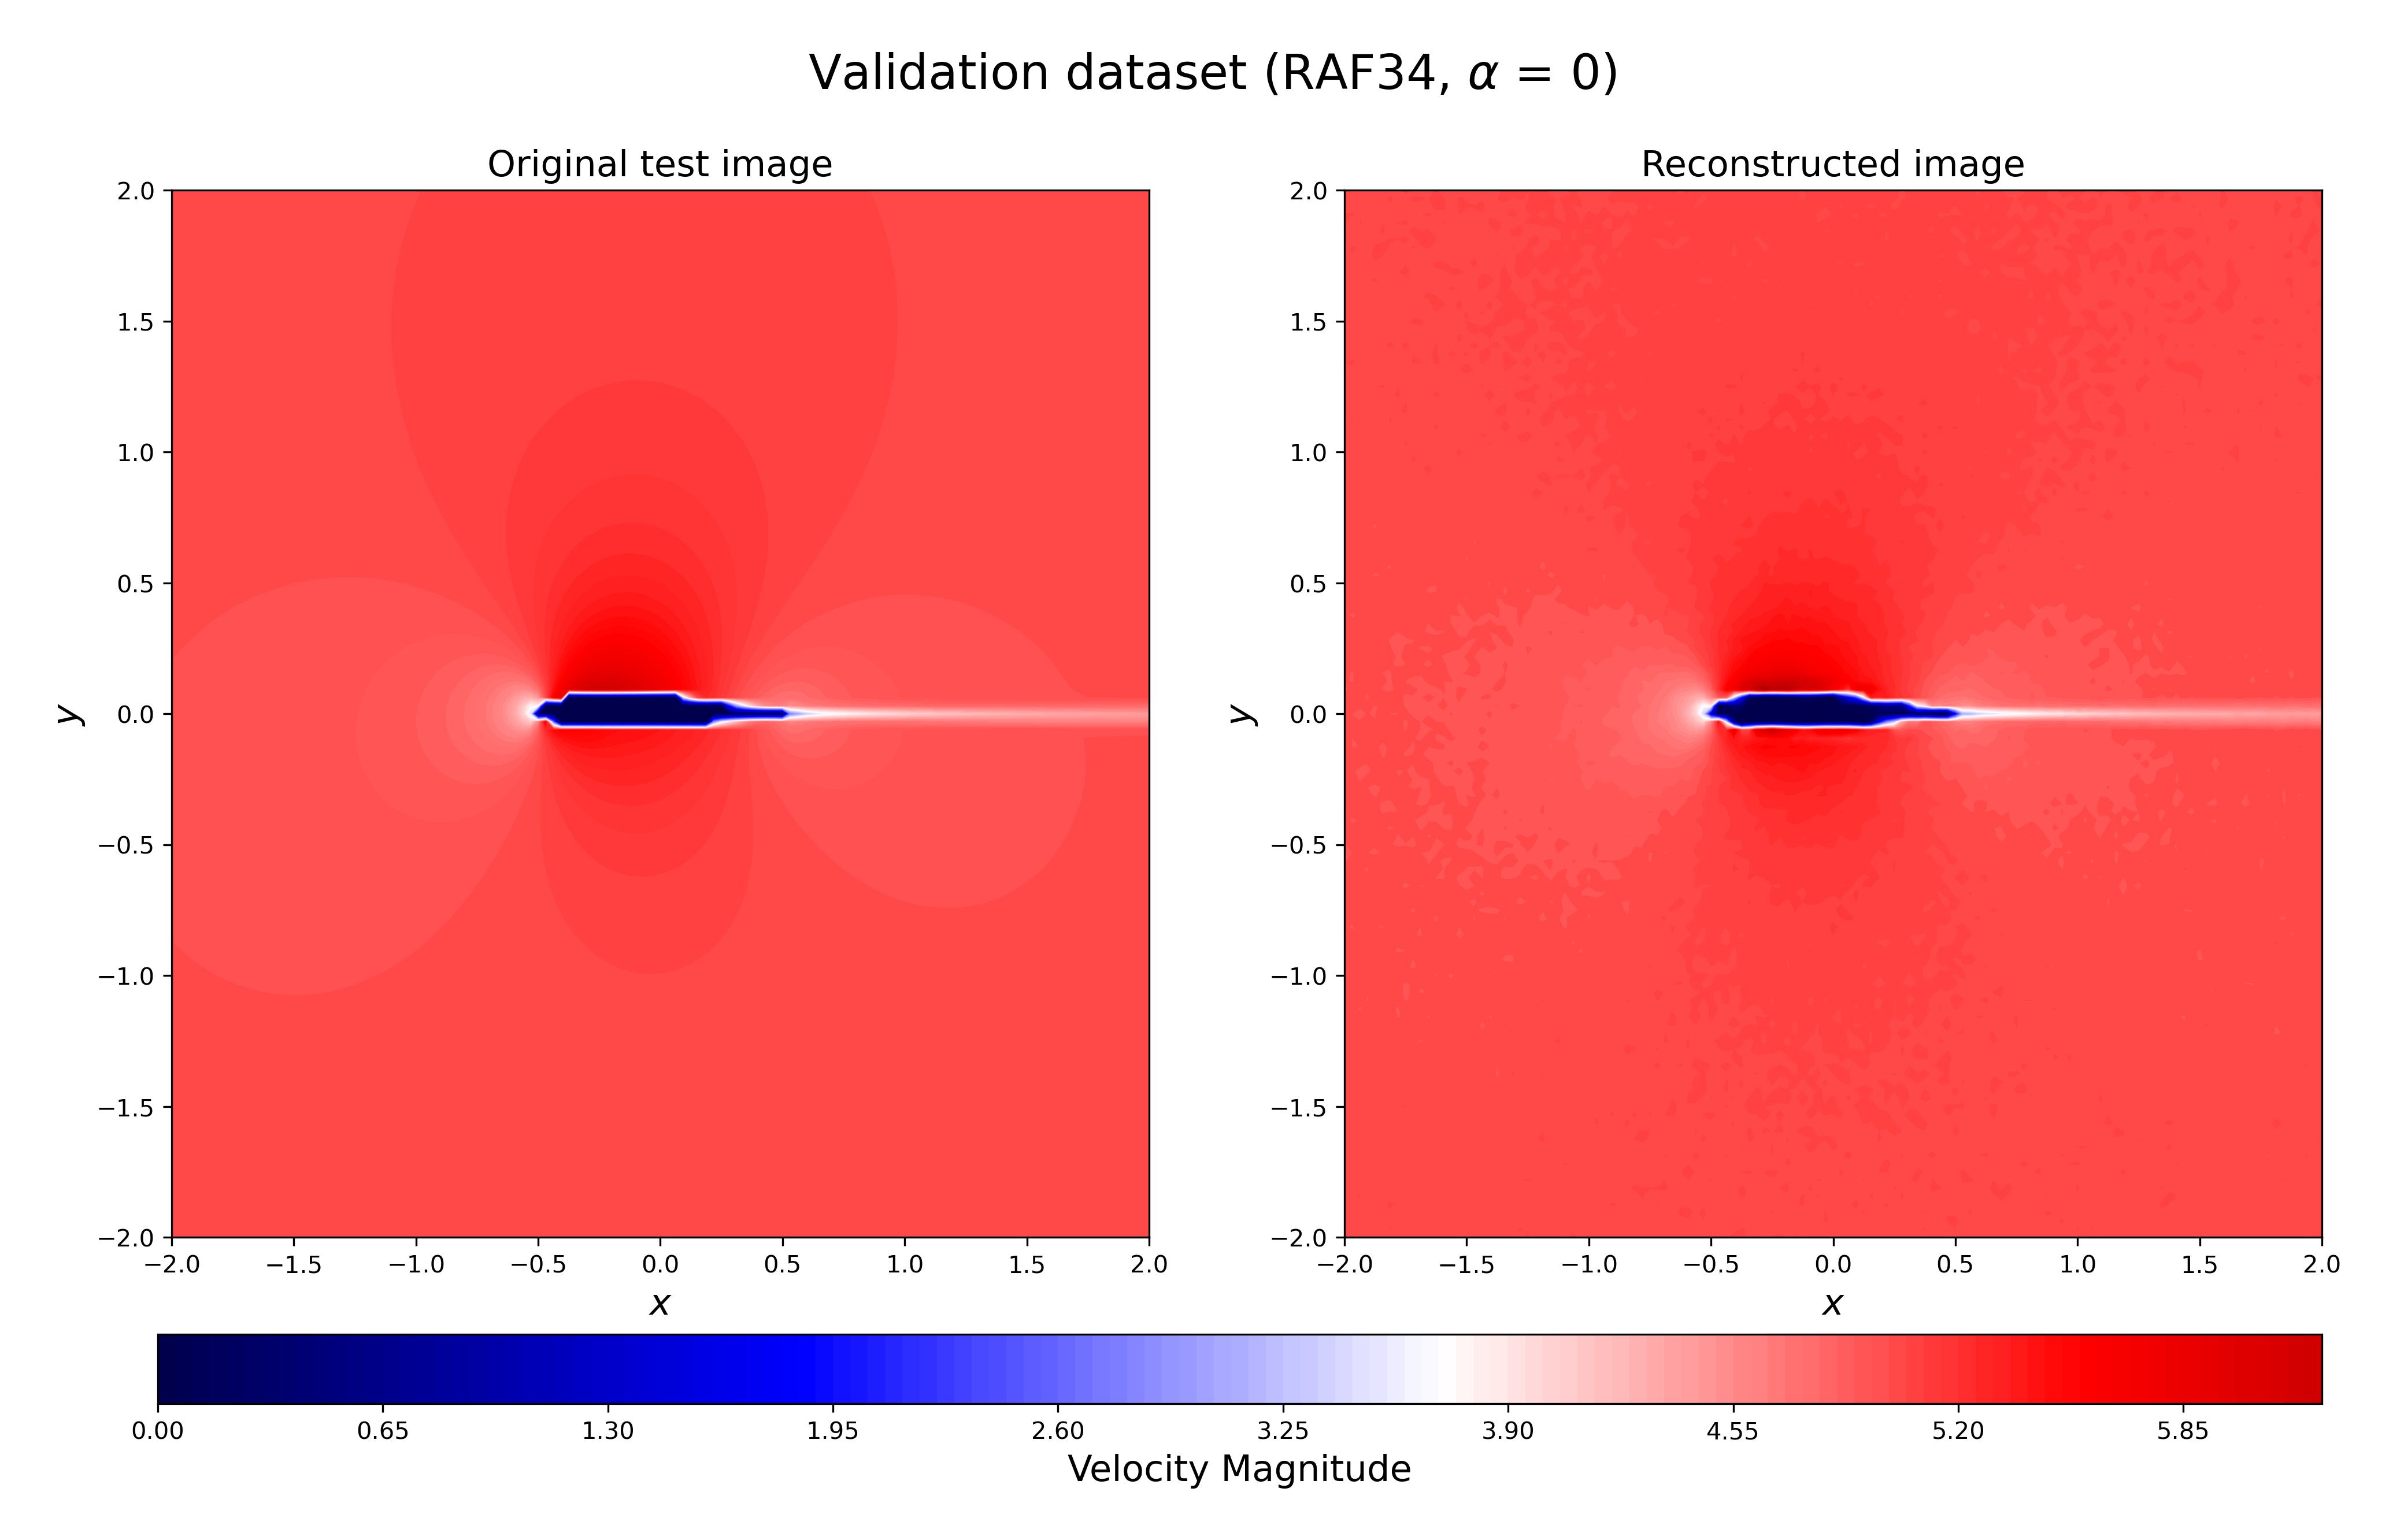 Validation dataset (RAF34, α = 0)
Original test image
2.0
1.5
1.0
0.5
0.0
−0.5
−1.0
−1.5
−2.0
y
−2.0 −1.5 −1.0 −0.5 0.0 0.5 1.0 1.5 2.0
x
Reconstructed image
2.0
1.5
1.0
0.5
0.0
−0.5
−1.0
−1.5
−2.0
y
−2.0 −1.5 −1.0 −0.5 0.0 0.5 1.0 1.5 2.0
x
0.00 0.65 1.30 1.95 2.60 3.25 3.90 4.55 5.20 5.85
Velocity Magnitude